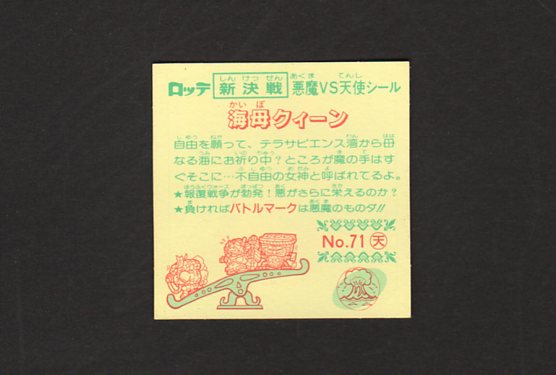 ロッテ 新決戦 悪魔VS天使シール
海母クィーン
自由を願って、テラサピエンス湾から母
なる海にお祈り中?ところが魔の手はす
ぐそこに…不自由の女神と呼ばれてるよ。
★報復戦争が勃発!悪がさらに栄えるのか?
★負ければバトルマークは悪魔のものダ!!
No.71 天